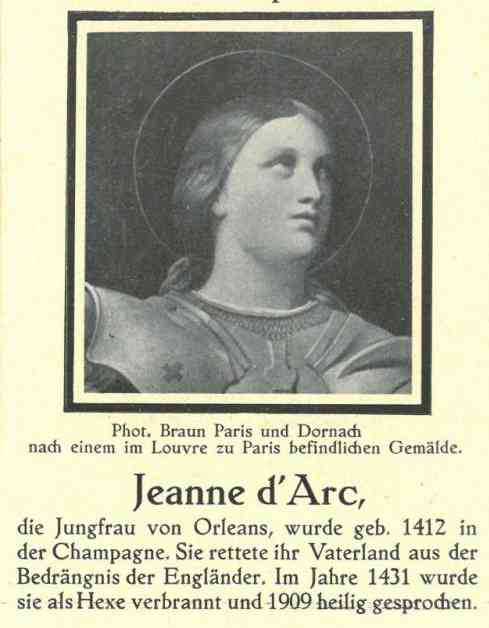 Phot. Braun Paris und Dornach
nach einem im Louvre zu Paris befindlichen Gemälde.
Jeanne d'Arc,
die Jungfrau von Orleans, wurde geb. 1412 in
der Champagne. Sie rettete ihr Vaterland aus der
Bedrängnis der Engländer. Im Jahre 1431 wurde
sie als Hexe verbrannt und 1909 heilig gesprochen.